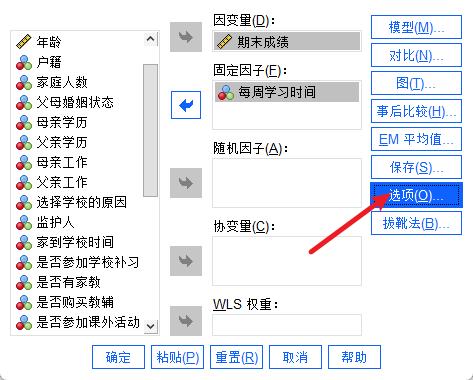 年龄
户籍
家庭人数
父母婚姻状态
母亲学历
父亲学历
母亲工作
父亲工作
选择学校的原因
监护人
家到学校时间
是否参加学校补习
是否有家教
是否购买教辅
是否参加课外活动
因变量(D)：
期末成绩
固定因子(F)：
每周学习时间
随机因子(A)：
协变量(C)：
WLS 权重：
模型(M)...
对比(N)...
图(T)...
事后比较(H)...
EM 平均值...
保存(S)...
选项(O)...
拔靴法(B)...
确定
粘贴(P)
重置(R)
取消
帮助